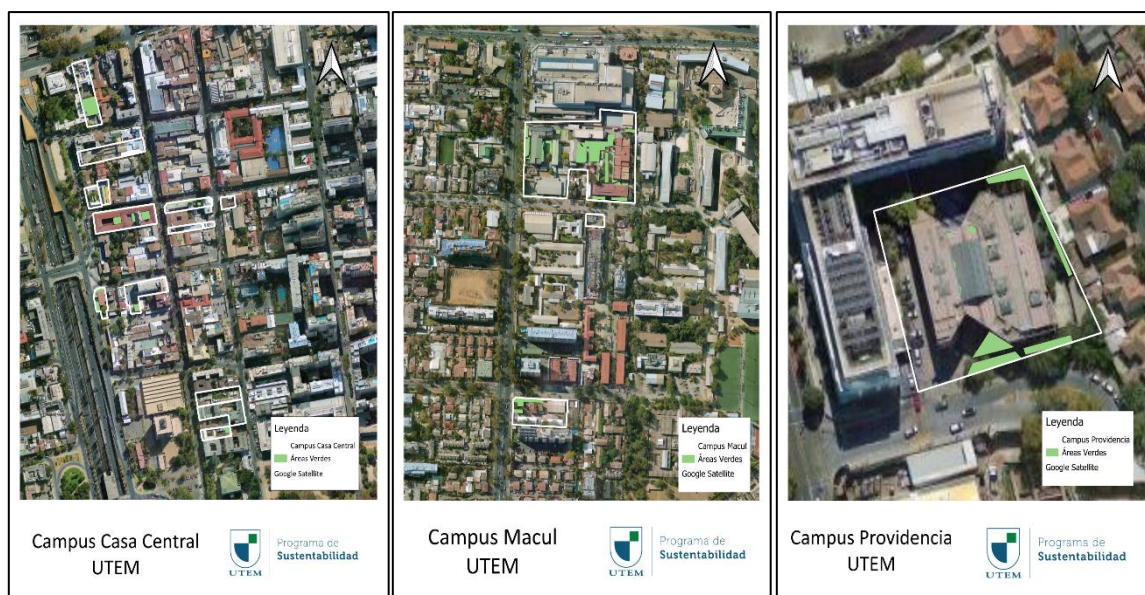 Leyenda
Campus Casa Central
Áreas Verdes
Google Satellite
Campus Casa Central
UTEM
UTEM
Programa de
Sustentabilidad
Leyenda
Campus Macul
Áreas Verdes
Google Satellite
Campus Macul
UTEM
UTEM
Programa de
Sustentabilidad
Leyenda
Campus Providencia
Áreas Verdes
Google Satellite
Campus Providencia
UTEM
UTEM
Programa de
Sustentabilidad